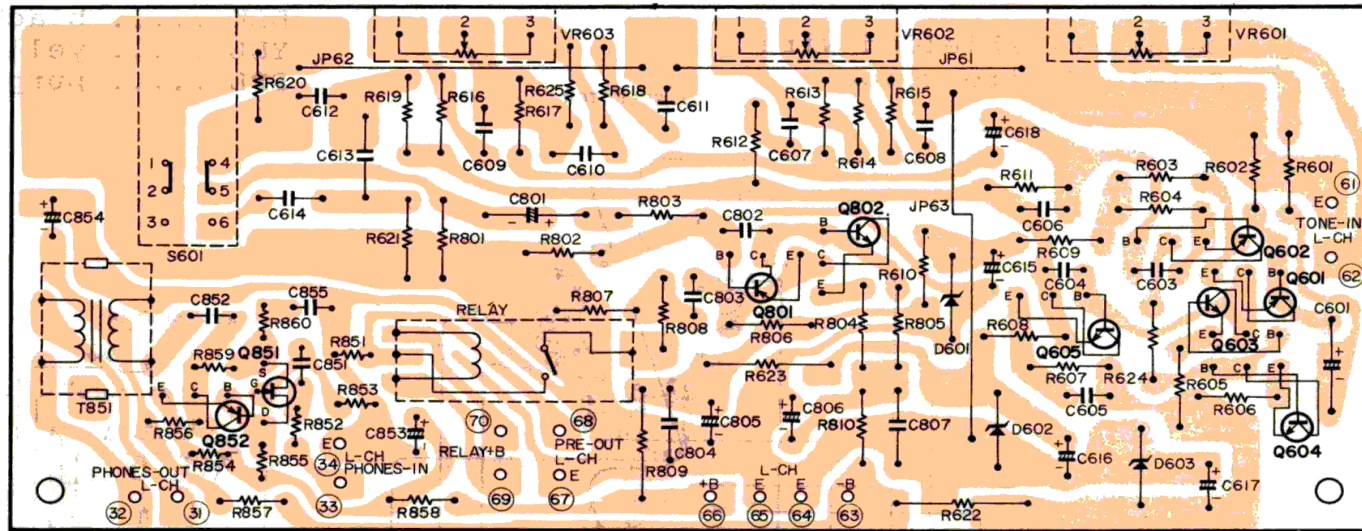 1 2 3 VR603
1 2 3 VR602
1 2 3 VR601
JP62
JP61
R620
C612
R619
R616
R625
R617
R618
C611
R613
R615
C609
C610
R612
C607
R614
C608
C618
C613
R603
R602
R601
R611
R604
61
E
TONE-IN
L-CH
E
62
1 4
2 5
3 6
S601
C854
+
-
C614
C801
- +
R803
C802
Q802
B
C
E
JP63
C606
R609
B C E
Q602
R621
R801
R802
B C E
Q801
R610
C615
+
-
C604
C603
E C B
Q601
C601
+
C852
C855
R860
RELAY
R807
R808
C803
R806
R804
R805
D601
E C B
R608
Q605
Q603
E C B
R859
Q851
S
G
D
C851
R851
R853
R623
R607
R624
R605
B C E
R606
T851
E C B
R856
Q852
R852
C853
+
-
70
68
C805
+
-
C806
+
-
R810
C807
D602
C605
Q604
R854
R855
E
34
L-CH
PHONES-IN
RELAY+B
PRE-OUT
L-CH
E
R809
C804
L-CH
C616
+
-
D603
C617
+
-
PHONES-OUT
L-CH
32
31
R857
33
R858
69
67
+B E E -B
66 65 64 63
R622